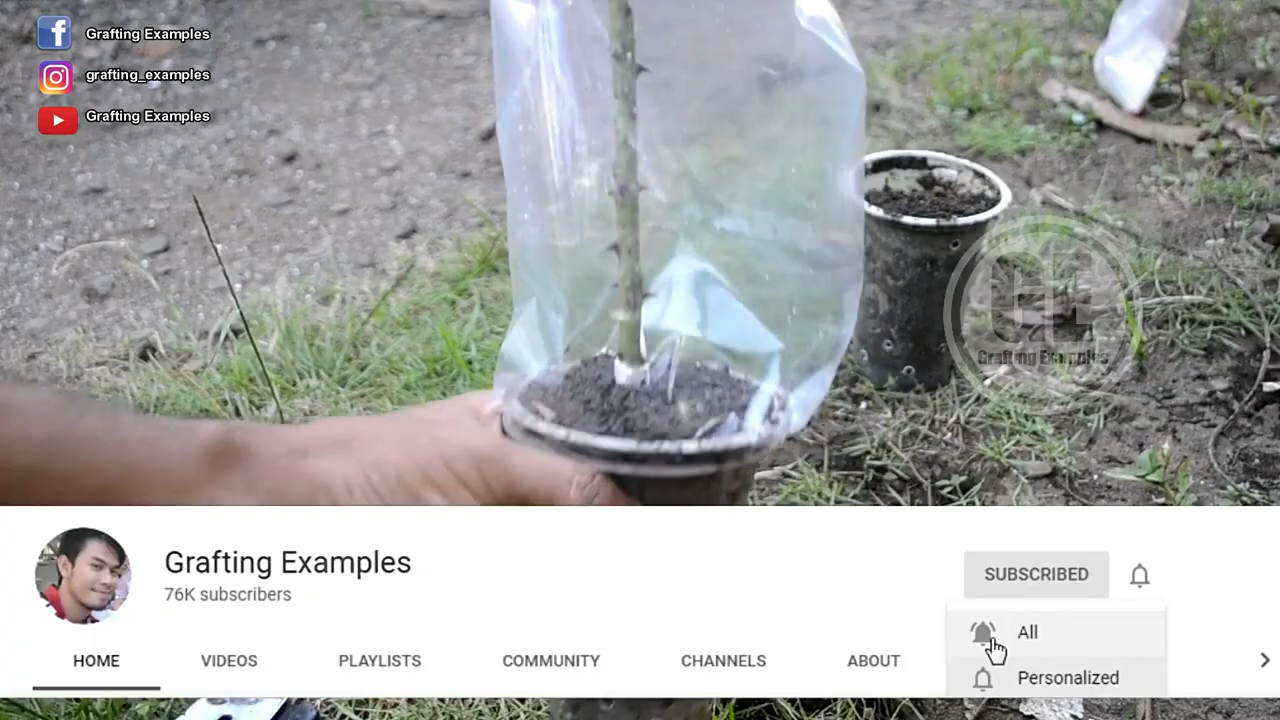 Grafting Examples
grafting_examples
Grafting Examples
GE
Grafting Examples
Grafting Examples
76K subscribers
SUBSCRIBED
All
Personalized
HOME VIDEOS PLAYLISTS COMMUNITY CHANNELS ABOUT